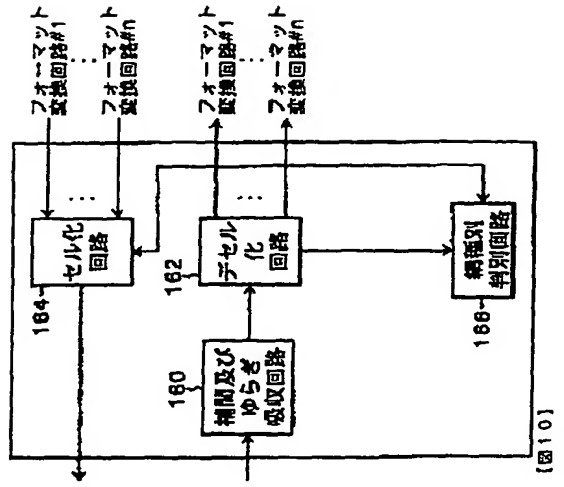 【図10】
フォーマット
変換回路#1
フォーマット
変換回路#n
フォーマット
変換回路#1
フォーマット
変換回路#n
164
セル化
回路
162
デセル
化
回路
160
補間及び
ゆらぎ
吸収回路
166
網種別
判別回路